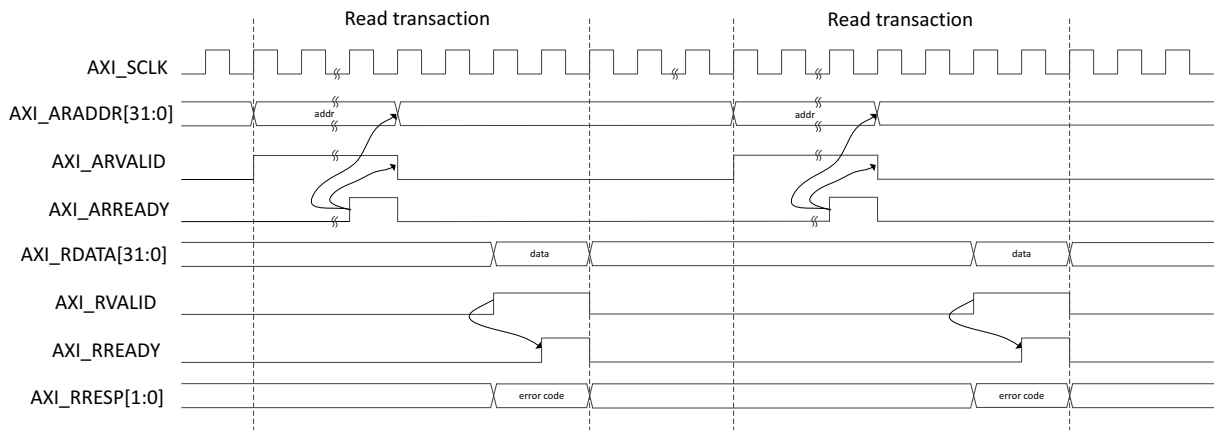 Read transaction Read transaction
AXI_SCLK
AXI_ARADDR[31:0] addr addr
AXI_ARVALID
AXI_ARREADY
AXI_RDATA[31:0] data data
AXI_RVALID
AXI_RREADY
AXI_RRESP[1:0] error code error code